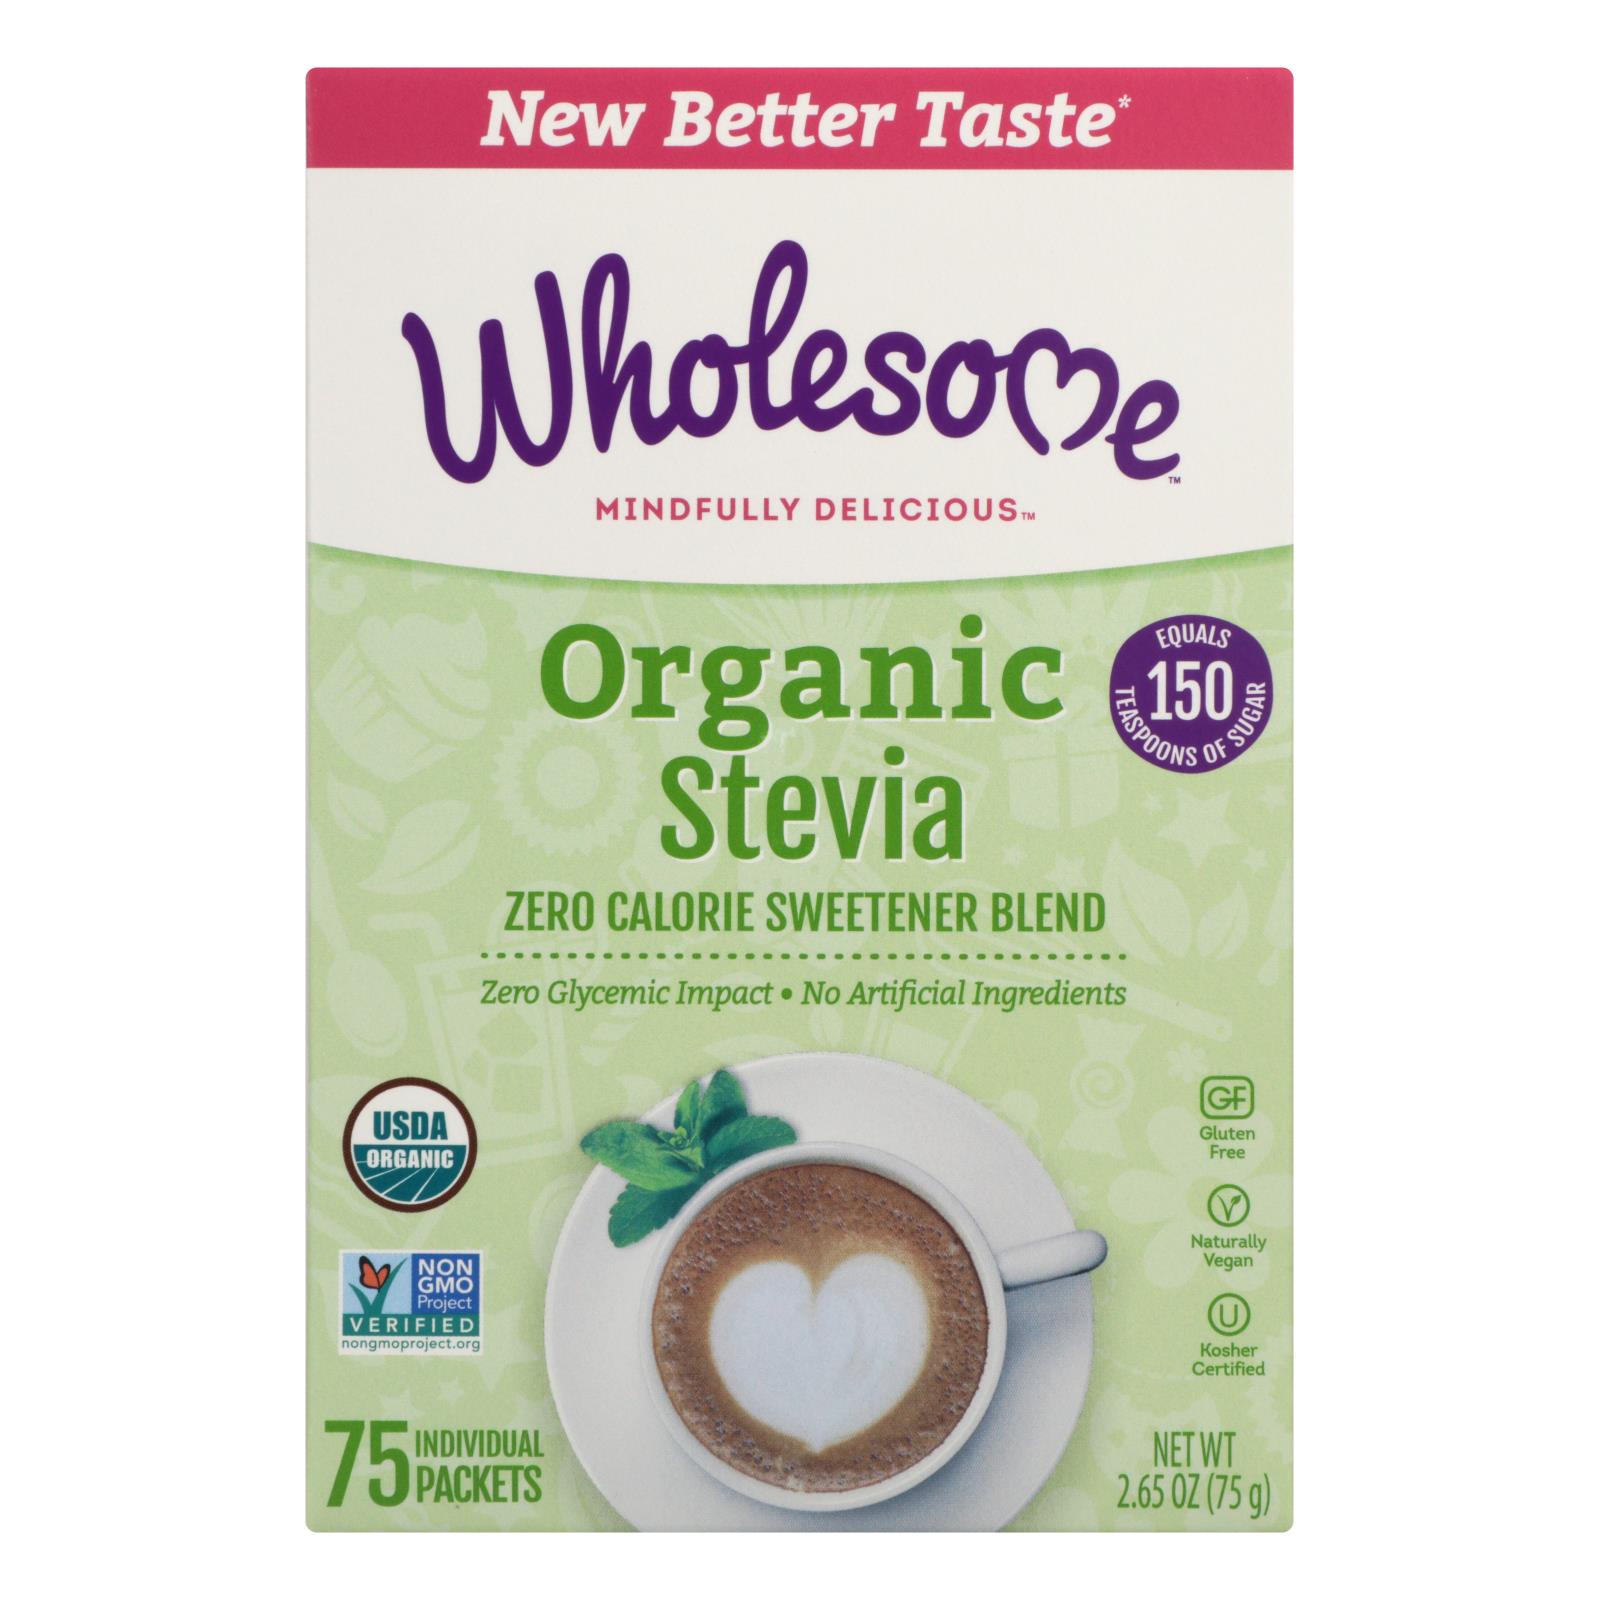 New Better Taste*
Wholesome™
MINDFULLY DELICIOUS™
Organic
Stevia
EQUALS
150
TEASPOONS OF SUGAR
ZERO CALORIE SWEETENER BLEND
Zero Glycemic Impact • No Artificial Ingredients
USDA
ORGANIC
NON
GMO
Project
VERIFIED
nongmoproject.org
GF
Gluten
Free
V
Naturally
Vegan
U
Kosher
Certified
75 INDIVIDUAL
PACKETS
NET WT
2.65 OZ (75 g)